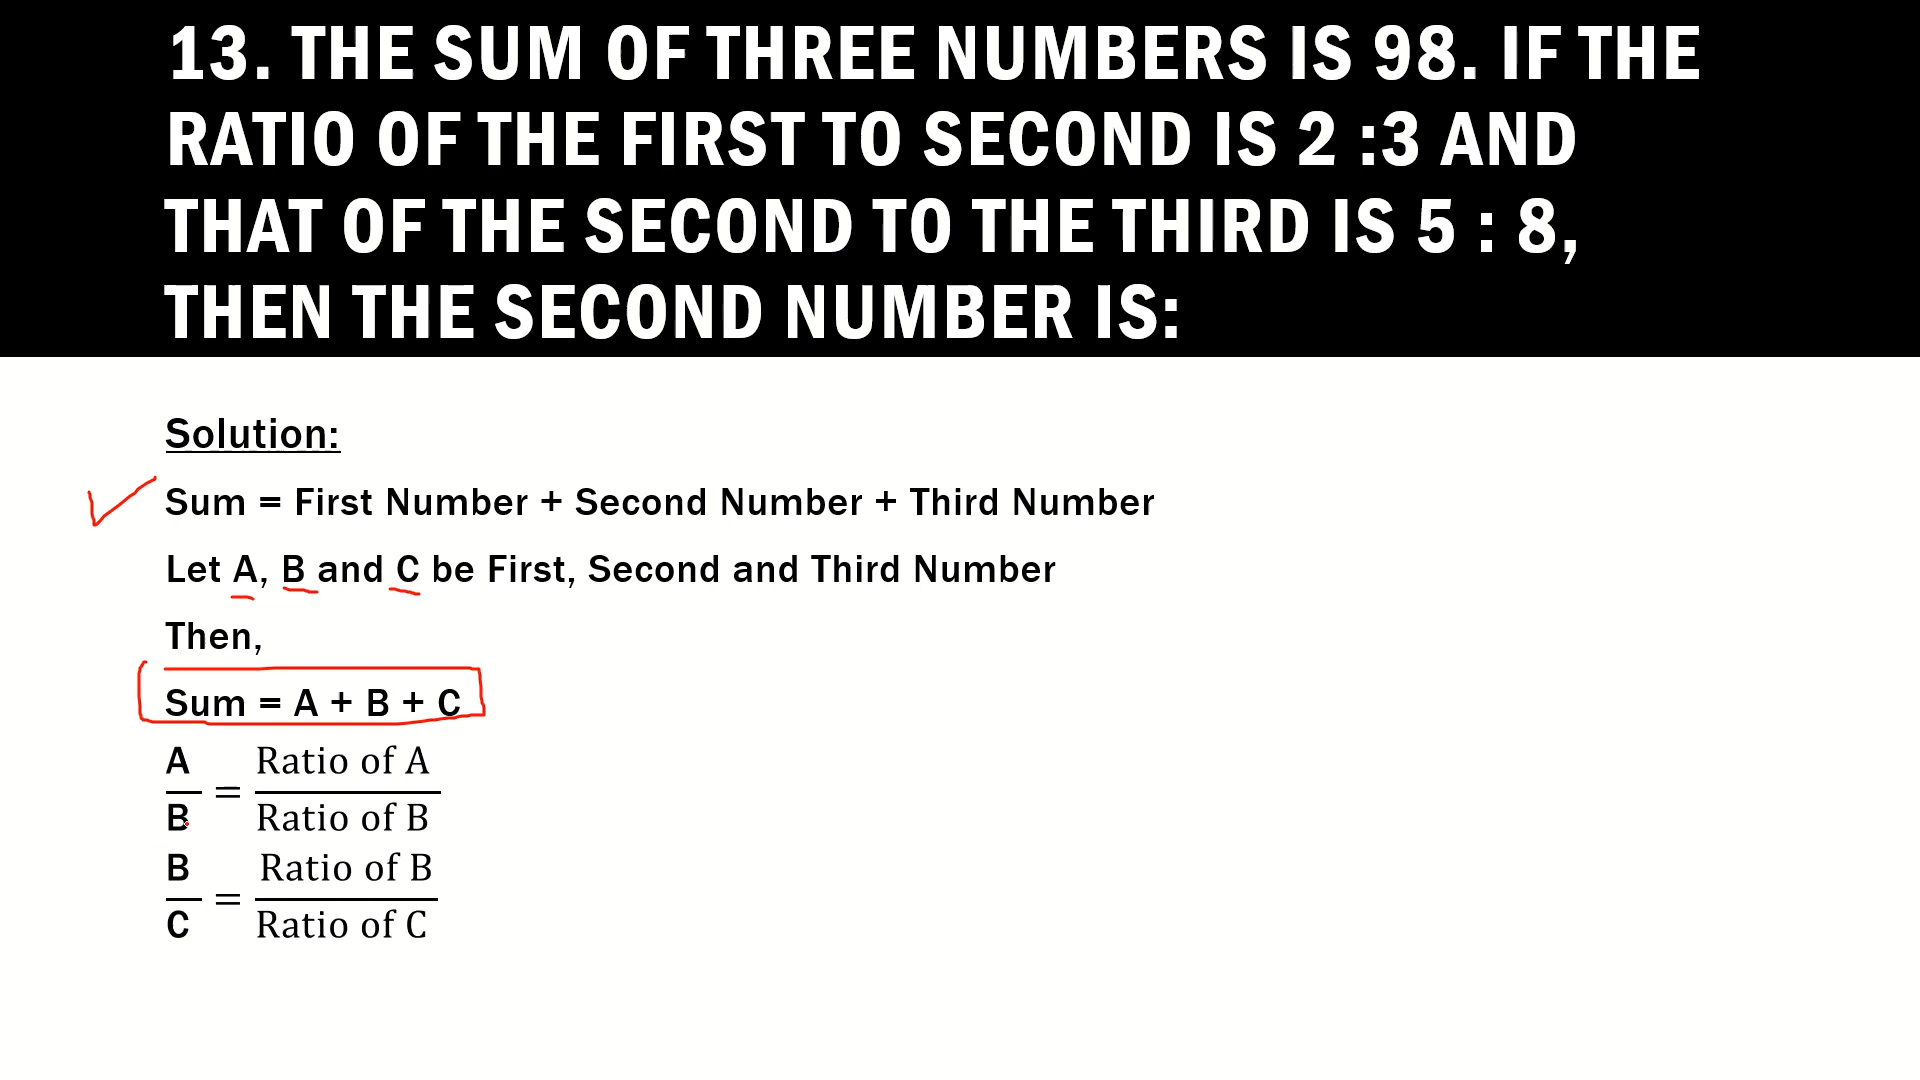 13. THE SUM OF THREE NUMBERS IS 98. IF THE
RATIO OF THE FIRST TO SECOND IS 2 :3 AND
THAT OF THE SECOND TO THE THIRD IS 5 : 8,
THEN THE SECOND NUMBER IS:
Solution:
Sum = First Number + Second Number + Third Number
Let A, B and C be First, Second and Third Number
Then,
Sum = A + B + C
A/B = Ratio of A/Ratio of B
B/C = Ratio of B/Ratio of C